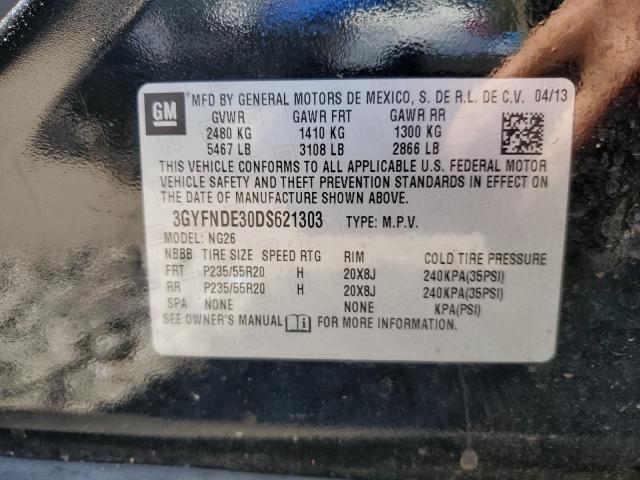 GM
MFD BY GENERAL MOTORS DE MEXICO, S. DE R.L. DE C.V. 04/13
GVWR GAWR FRT GAWR RR
2480 KG 1410 KG 1300 KG
5467 LB 3108 LB 2866 LB
THIS VEHICLE CONFORMS TO ALL APPLICABLE U.S. FEDERAL MOTOR
VEHICLE SAFETY AND THEFT PREVENTION STANDARDS IN EFFECT ON
THE DATE OF MANUFACTURE SHOWN ABOVE.
3GYFNDE30DS621303 TYPE: M.P.V.
MODEL: NG26
NBBB TIRE SIZE SPEED RTG RIM COLD TIRE PRESSURE
FRT P235/55R20 H 20X8J 240KPA(35PSI)
RR P235/55R20 H 20X8J 240KPA(35PSI)
SPA NONE NONE KPA(PSI)
SEE OWNER'S MANUAL FOR MORE INFORMATION.